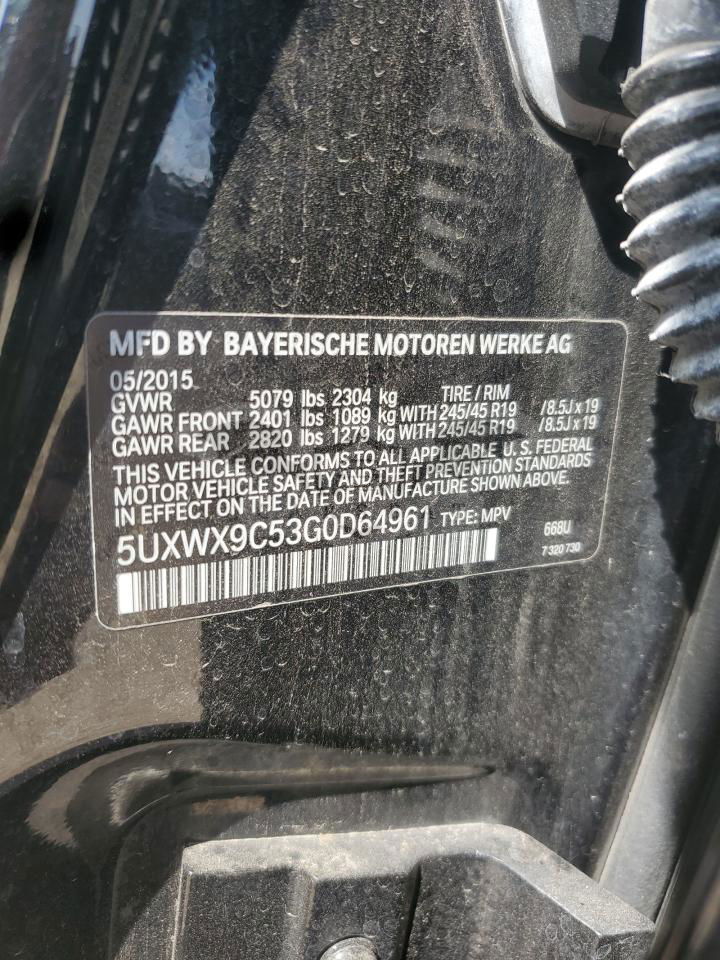 MFD BY BAYERISCHE MOTOREN WERKE AG
05/2015
GVWR 5079 lbs 2304 kg TIRE / RIM
GAWR FRONT 2401 lbs 1089 kg WITH 245/45 R19 / 8.5J x 19
GAWR REAR 2820 lbs 1279 kg WITH 245/45 R19 / 8.5J x 19
THIS VEHICLE CONFORMS TO ALL APPLICABLE U. S. FEDERAL
MOTOR VEHICLE SAFETY AND THEFT PREVENTION STANDARDS
IN EFFECT ON THE DATE OF MANUFACTURE SHOWN ABOVE.
5UXWX9C53G0D64961 TYPE: MPV 668U
7 320 730